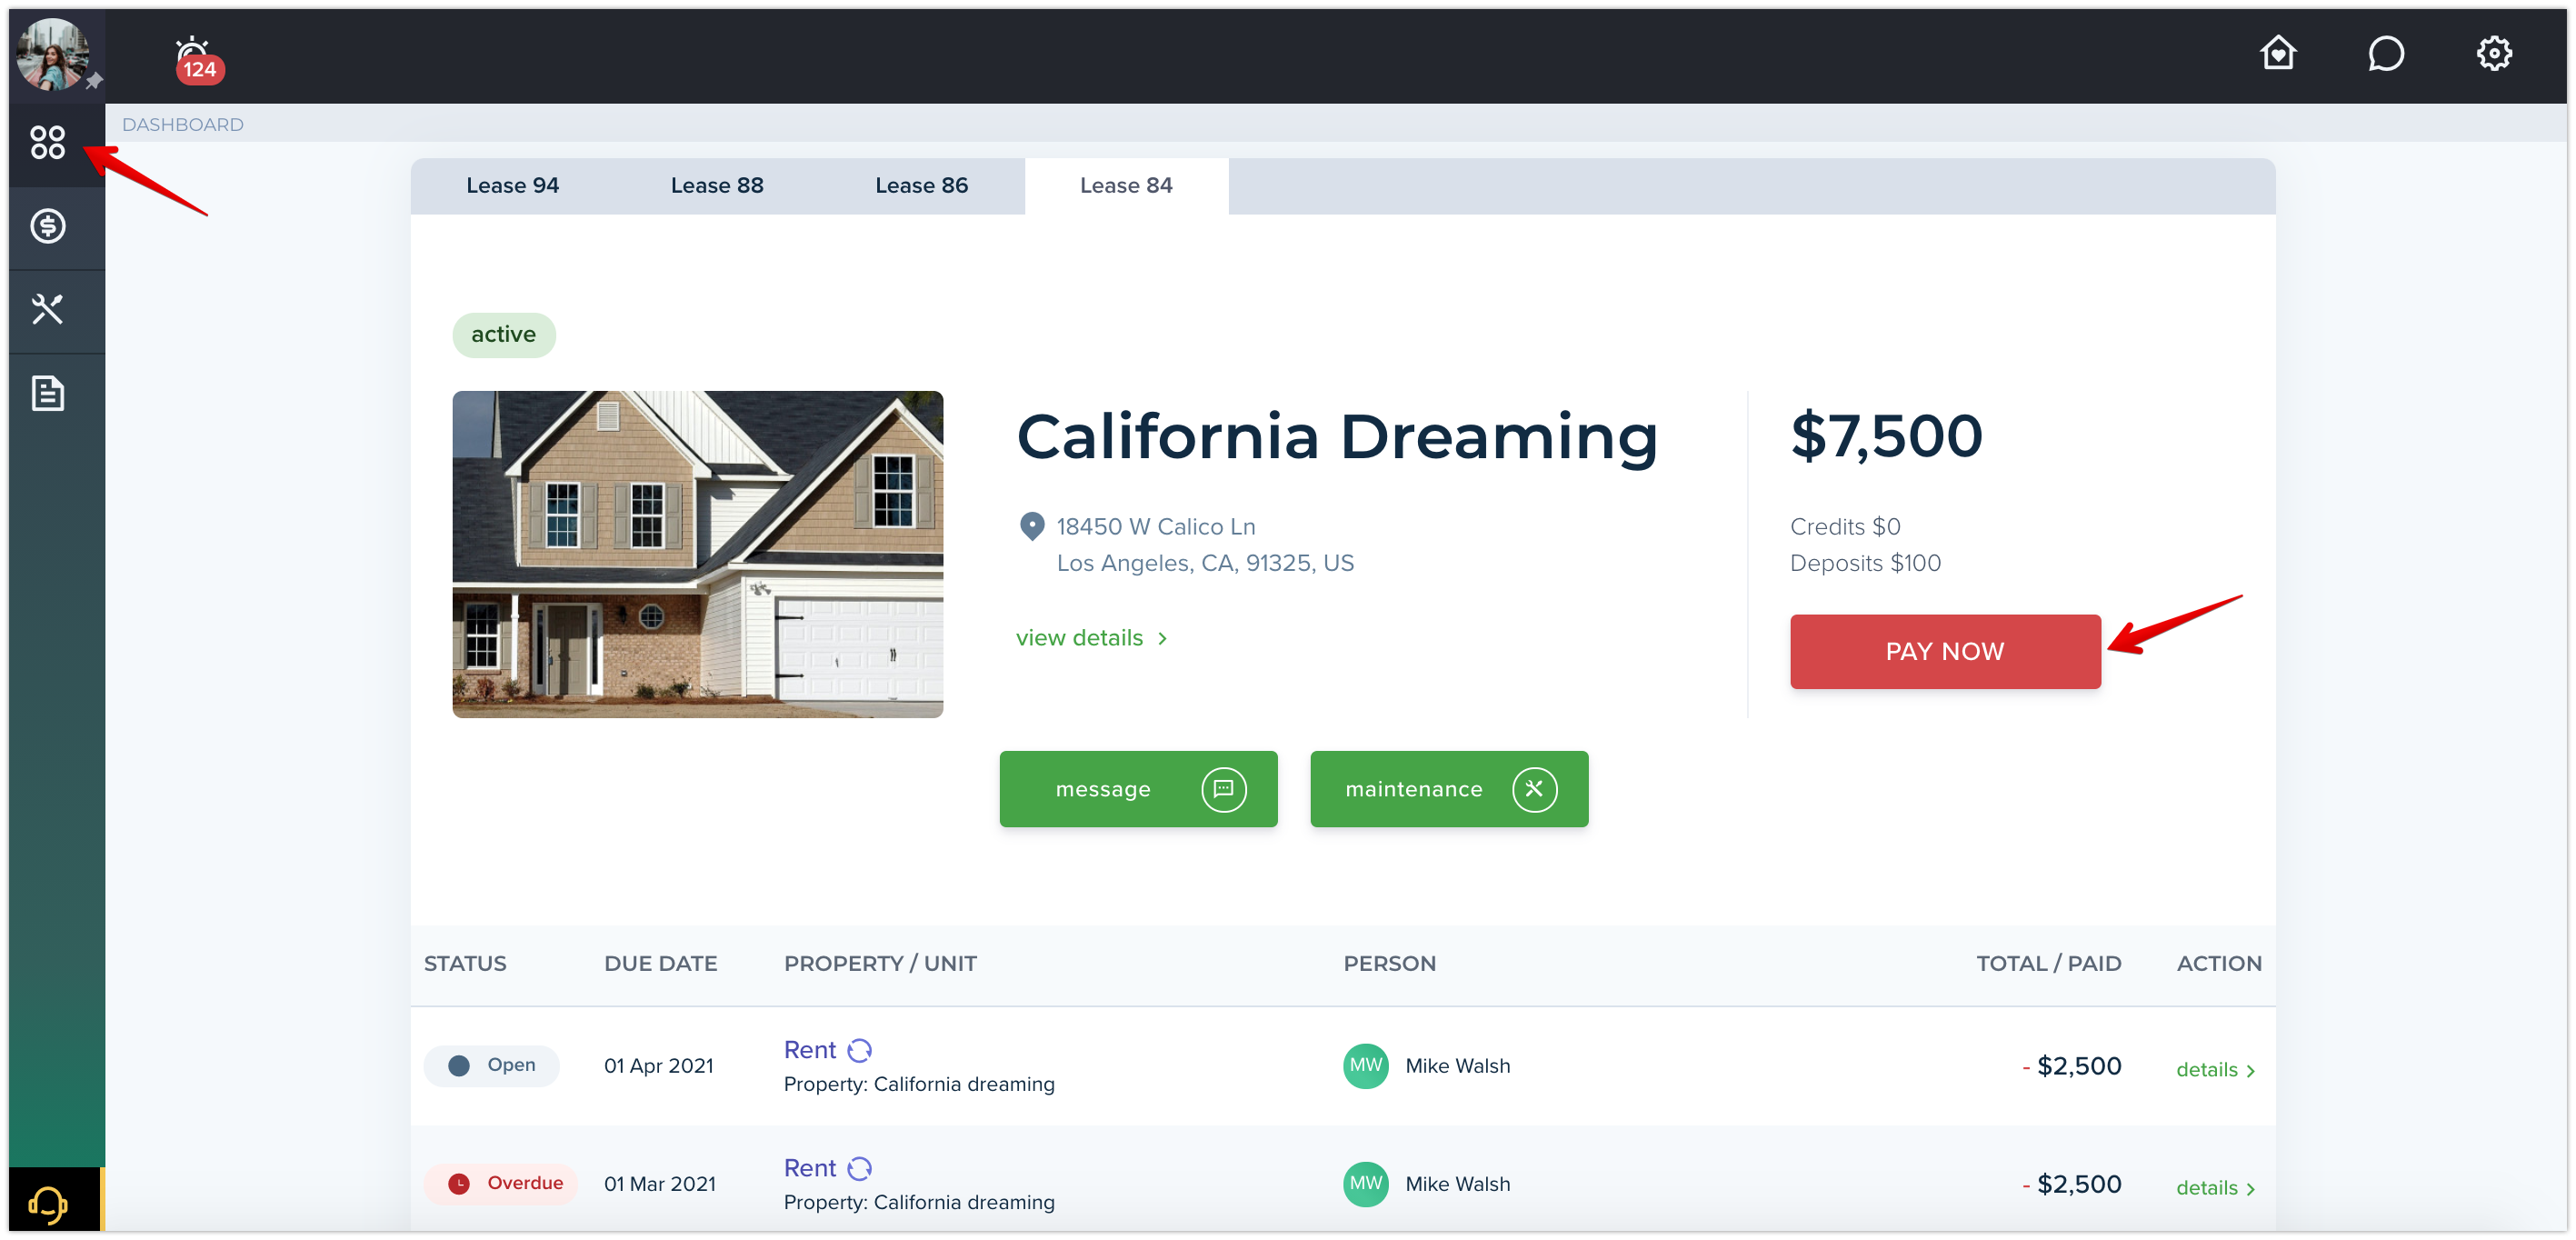 124
DASHBOARD
Lease 94 Lease 88 Lease 86 Lease 84
active
California Dreaming
18450 W Calico Ln
Los Angeles, CA, 91325, US
view details
$7,500
Credits $0
Deposits $100
PAY NOW
message maintenance
STATUS DUE DATE PROPERTY / UNIT PERSON TOTAL / PAID ACTION
Open 01 Apr 2021 Rent MW Mike Walsh - $2,500 details
Property: California dreaming
Overdue 01 Mar 2021 Rent MW Mike Walsh - $2,500 details
Property: California dreaming